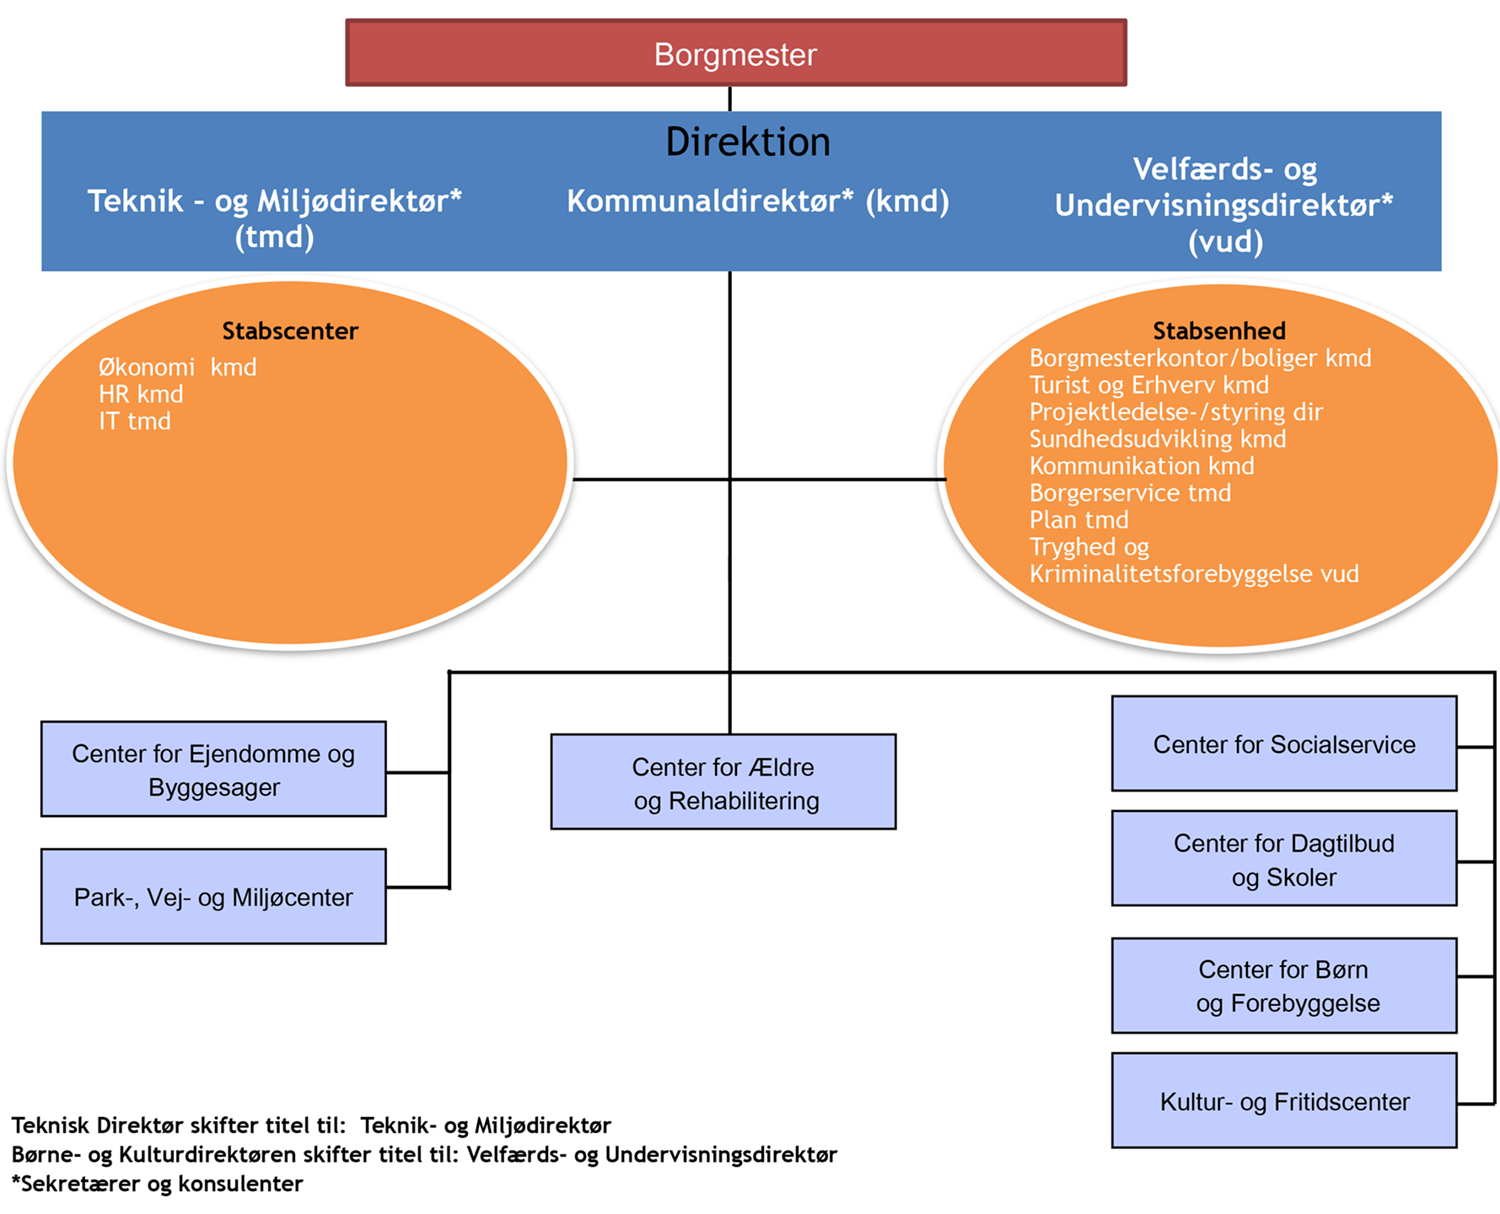 Borgmester
Direktion
Teknik – og Miljødirektør*
(tmd)
Kommunaldirektør* (kmd)
Velfærds- og
Undervisningsdirektør*
(vud)
Stabscenter
Økonomi  kmd
HR kmd
IT tmd
Stabsenhed
Borgmesterkontor/boliger kmd
Turist og Erhverv kmd
Projektledelse-/styring dir
Sundhedsudvikling kmd
Kommunikation kmd
Borgerservice tmd
Plan tmd
Tryghed og
Kriminalitetsforebyggelse vud
Center for Ejendomme og
Byggesager
Park-, Vej- og Miljøcenter
Center for Ældre
og Rehabilitering
Center for Socialservice
Center for Dagtilbud
og Skoler
Center for Børn
og Forebyggelse
Kultur- og Fritidscenter
Teknisk Direktør skifter titel til:  Teknik- og Miljødirektør
Børne- og Kulturdirektøren skifter titel til: Velfærds- og Undervisningsdirektør
*Sekretærer og konsulenter